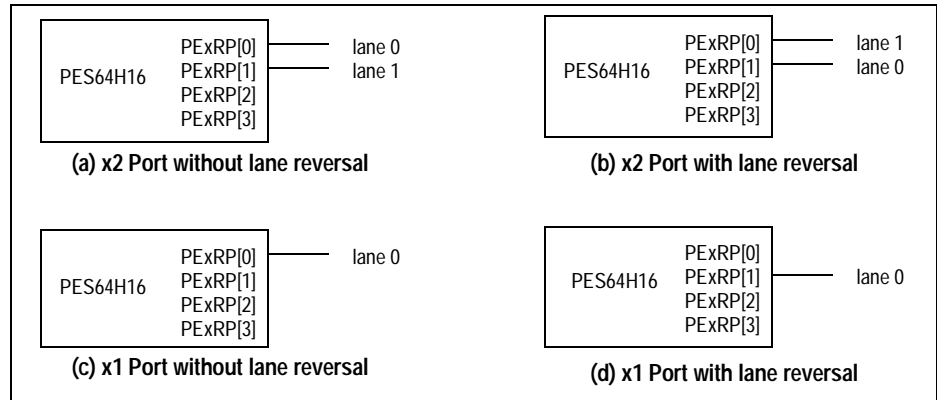 PES64H16
PExRP[0] lane 0
PExRP[1] lane 1
PExRP[2]
PExRP[3]
(a) x2 Port without lane reversal
PES64H16
PExRP[0] lane 1
PExRP[1] lane 0
PExRP[2]
PExRP[3]
(b) x2 Port with lane reversal
PES64H16
PExRP[0] lane 0
PExRP[1]
PExRP[2]
PExRP[3]
(c) x1 Port without lane reversal
PES64H16
PExRP[0]
PExRP[1] lane 0
PExRP[2]
PExRP[3]
(d) x1 Port with lane reversal